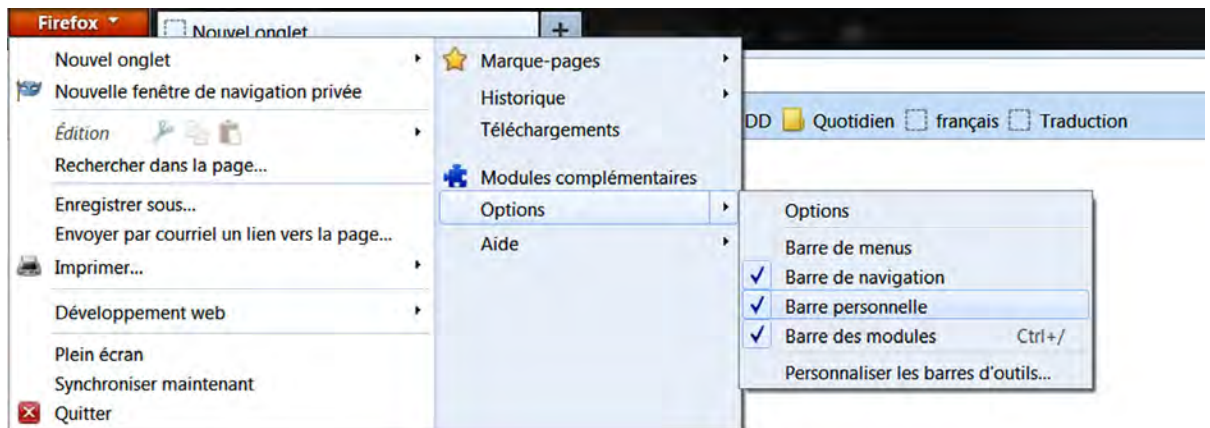 Firefox
Nouvel onglet
+
Nouvel onglet
Nouvelle fenêtre de navigation privée
Édition
Rechercher dans la page...
Enregistrer sous...
Envoyer par courriel un lien vers la page...
Imprimer...
Développement web
Plein écran
Synchroniser maintenant
Quitter
Marque-pages
Historique
Téléchargements
Modules complémentaires
Options
Aide
DD Quotidien français Traduction
Options
Barre de menus
Barre de navigation
Barre personnelle
Barre des modules Ctrl+/
Personnaliser les barres d'outils...